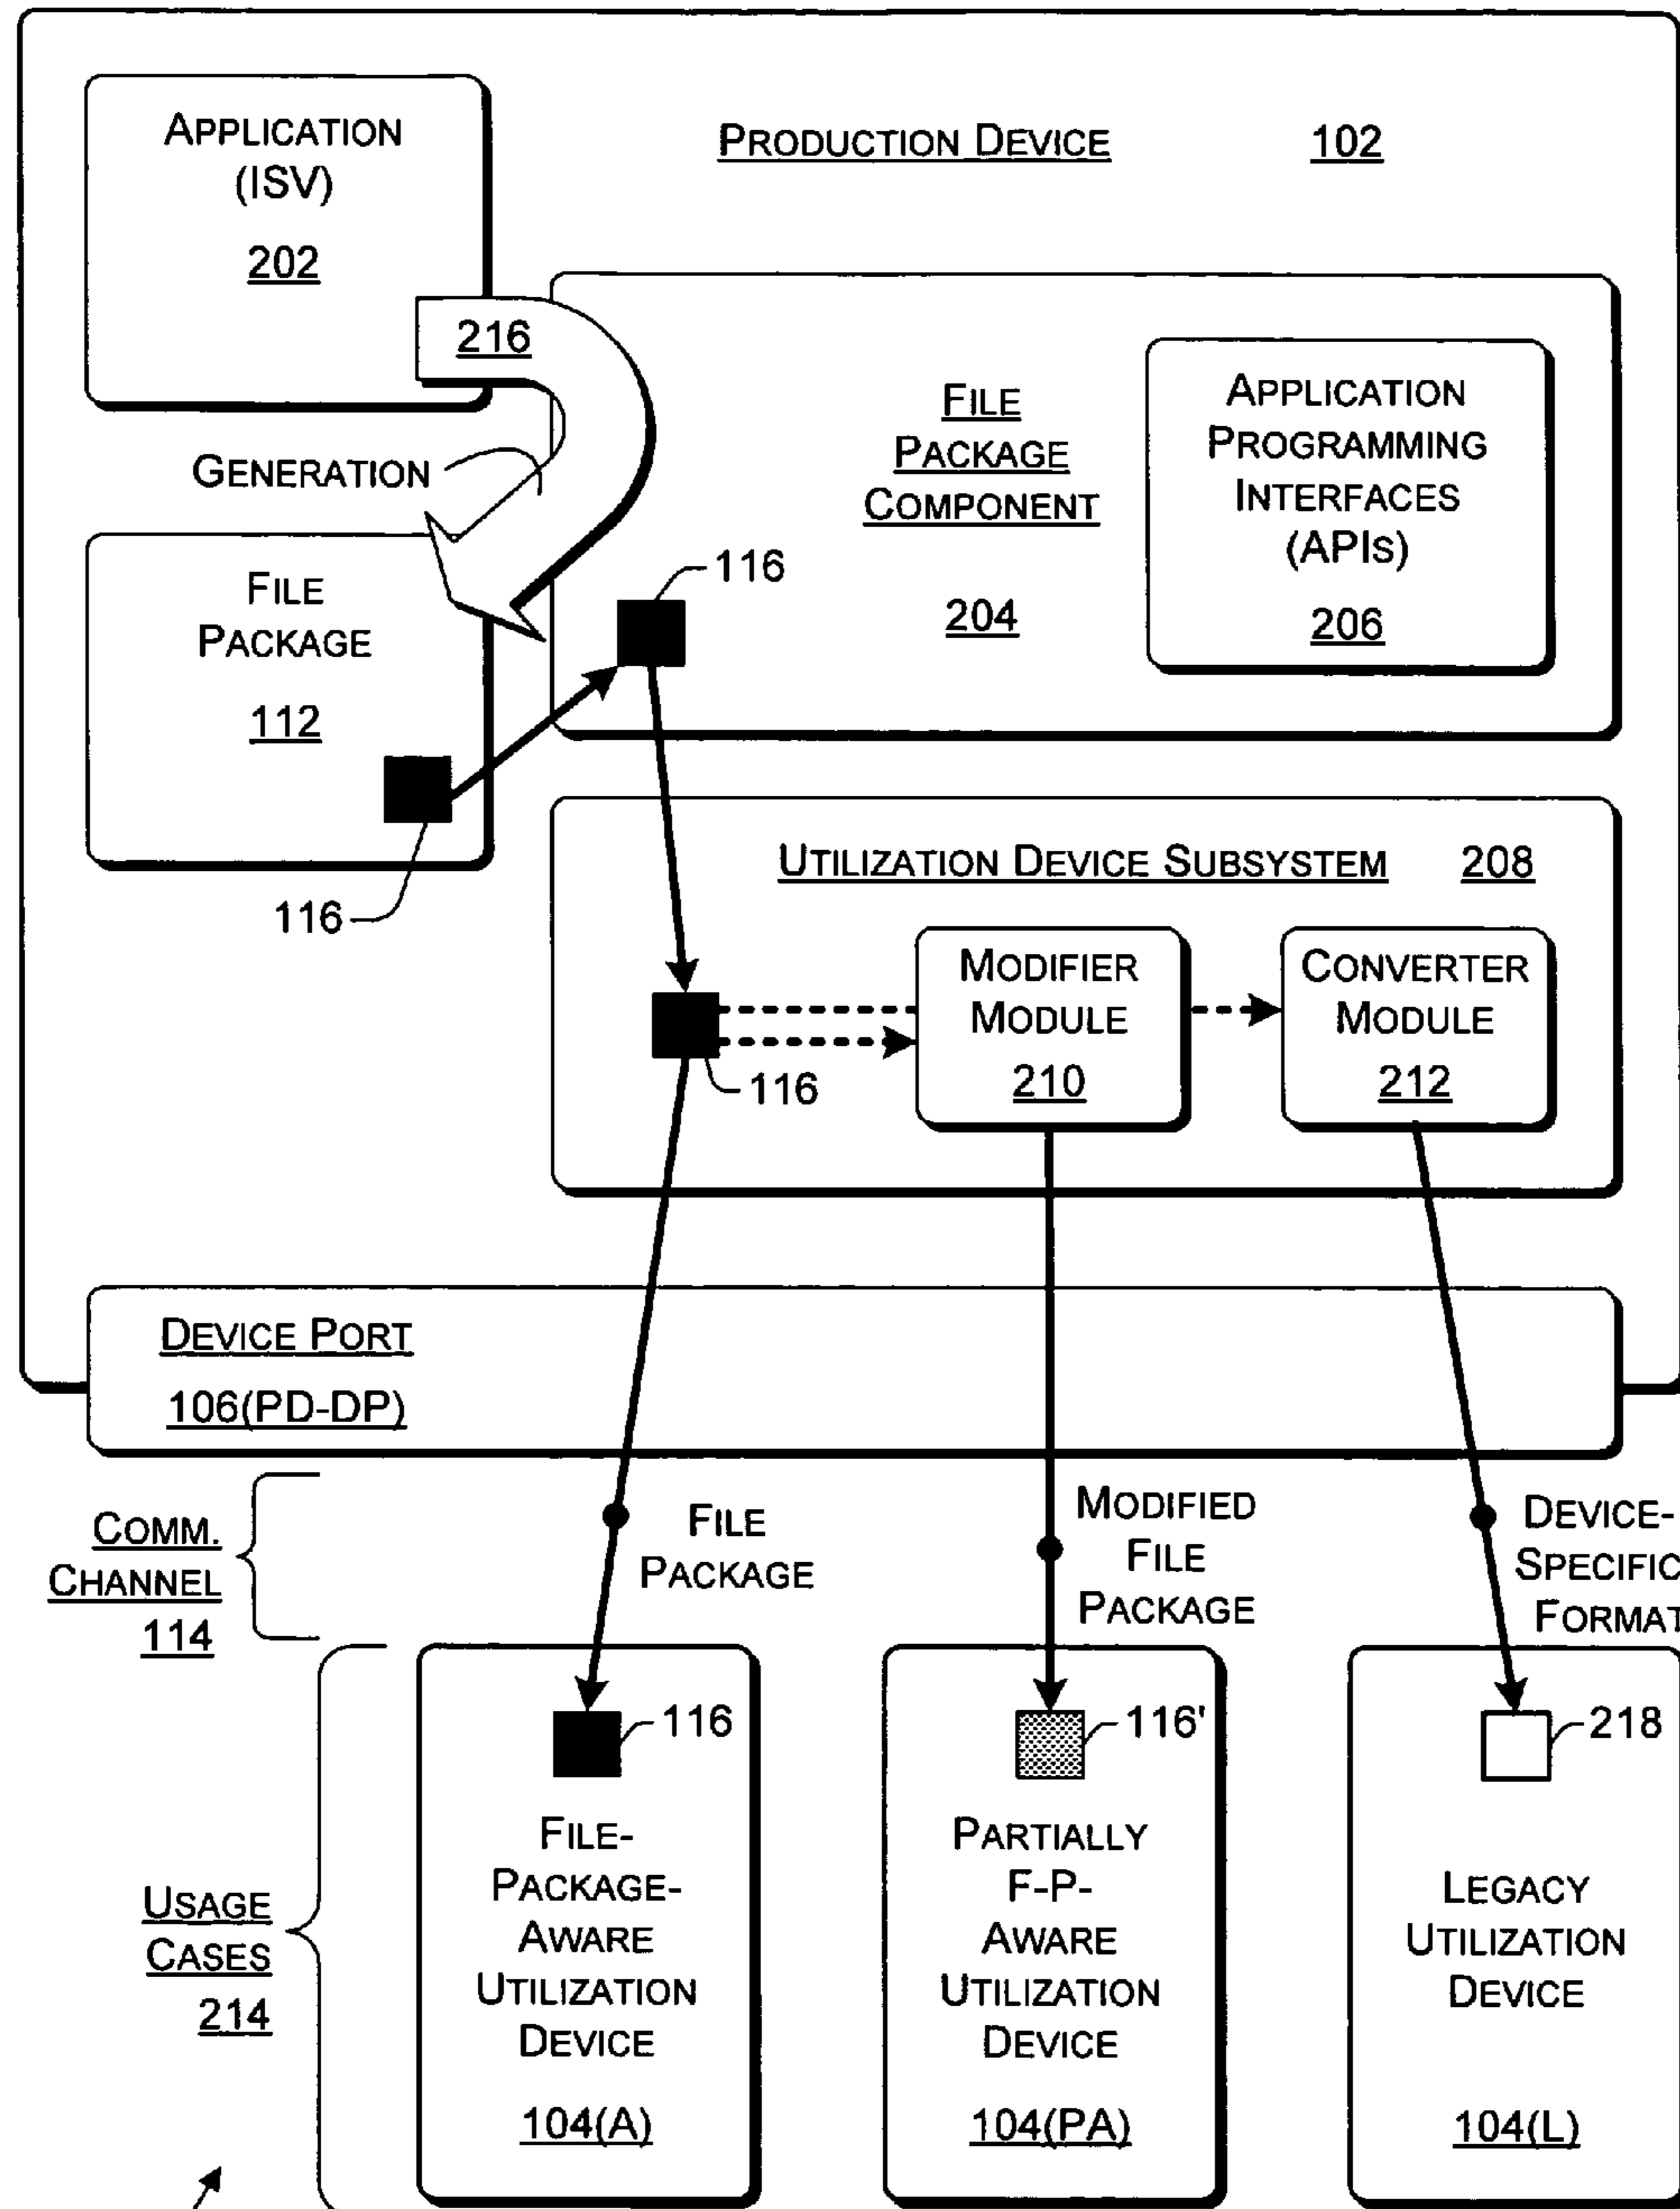 APPLICATION
(ISV)
202
PRODUCTION DEVICE 102
216
GENERATION
FILE
PACKAGE
COMPONENT
204
APPLICATION
PROGRAMMING
INTERFACES
(APIs)
206
FILE
PACKAGE
112
116
116
UTILIZATION DEVICE SUBSYSTEM 208
116
MODIFIER
MODULE
210
CONVERTER
MODULE
212
DEVICE PORT
106(PD-DP)
COMM.
CHANNEL
114
FILE
PACKAGE
MODIFIED
FILE
PACKAGE
DEVICE-
SPECIFIC
FORMAT
USAGE
CASES
214
116
FILE-
PACKAGE-
AWARE
UTILIZATION
DEVICE
104(A)
116'
PARTIALLY
F-P-
AWARE
UTILIZATION
DEVICE
104(PA)
218
LEGACY
UTILIZATION
DEVICE
104(L)